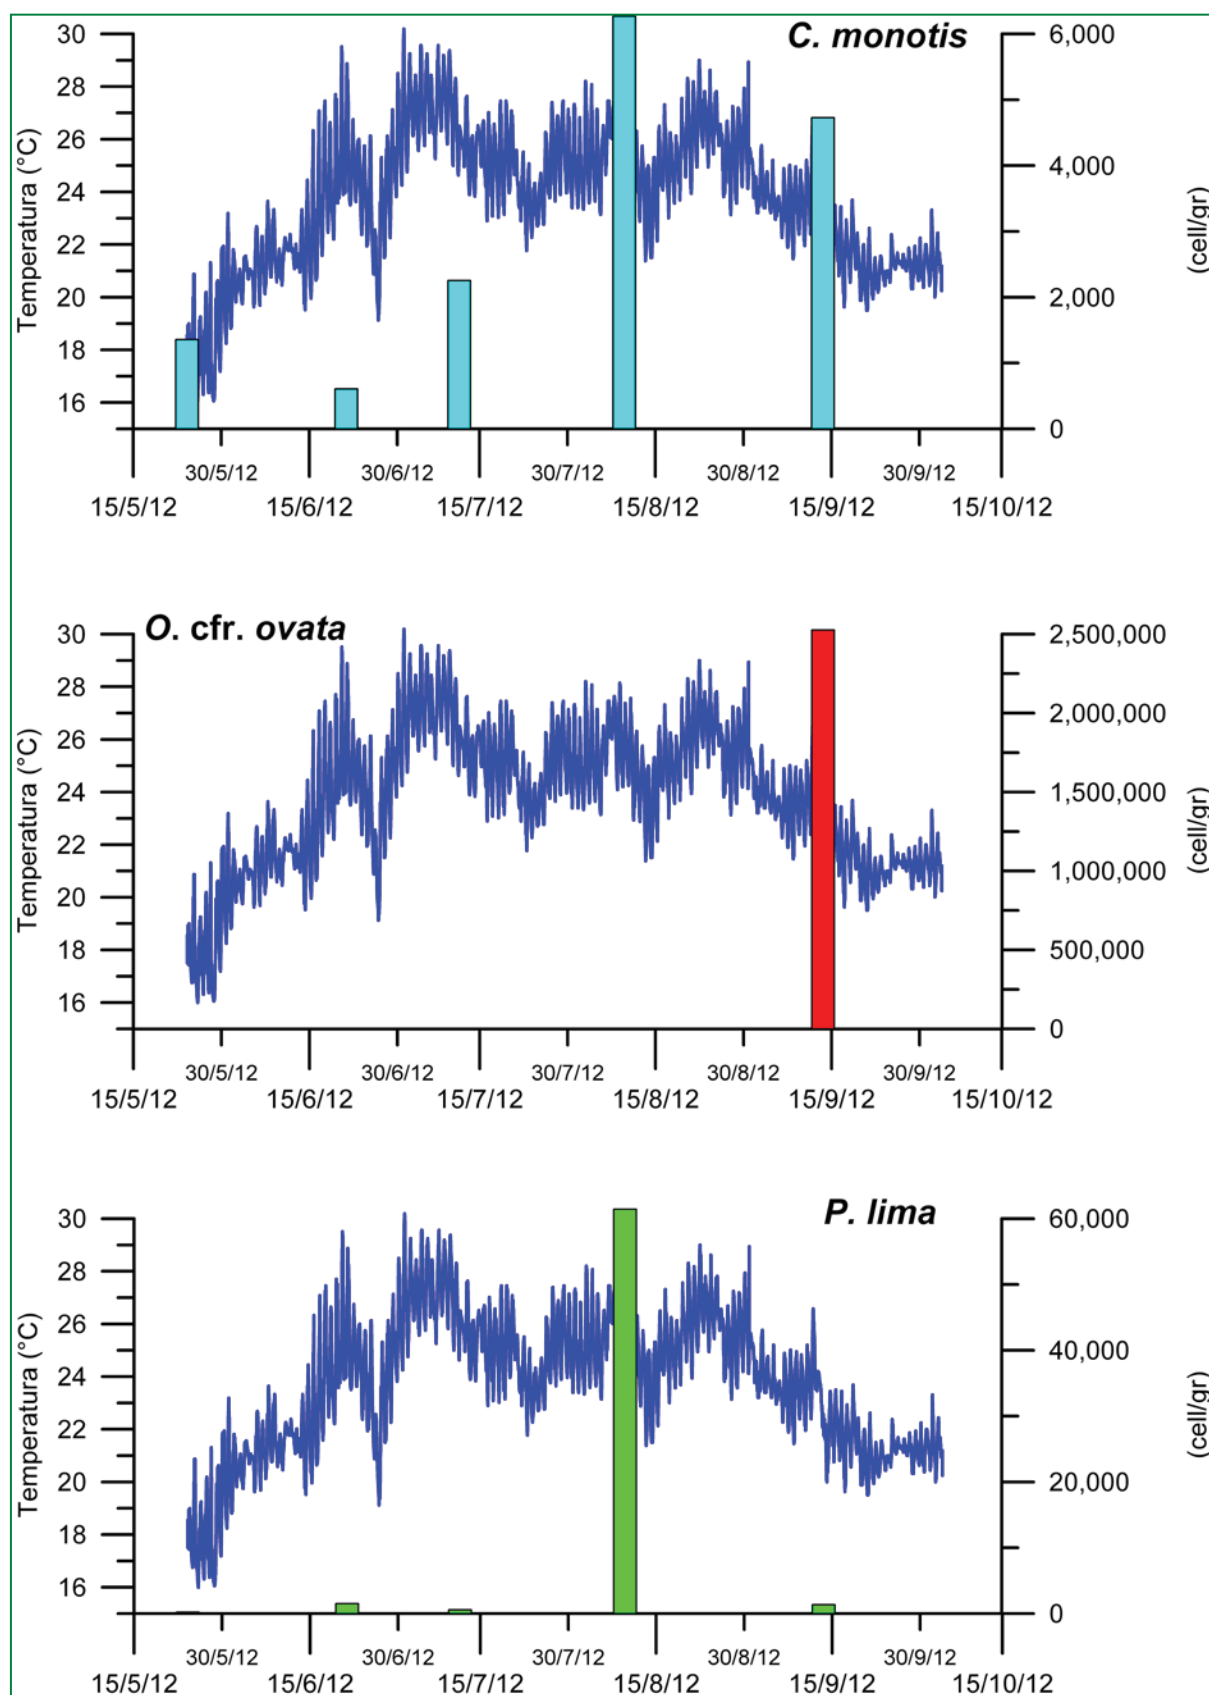 C. monotis
30 6,000
28
26 4,000
24
22
20 2,000
18
16
0
Temperatura (°C)
(cell/gr)
30/5/12 30/6/12 30/7/12 30/8/12 30/9/12
15/5/12 15/6/12 15/7/12 15/8/12 15/9/12 15/10/12
O. cfr. ovata
30 2,500,000
28
2,000,000
26
24 1,500,000
22
1,000,000
20
18 500,000
16
0
Temperatura (°C)
(cell/gr)
30/5/12 30/6/12 30/7/12 30/8/12 30/9/12
15/5/12 15/6/12 15/7/12 15/8/12 15/9/12 15/10/12
P. lima
30 60,000
28
26 40,000
24
22
20 20,000
18
16
0
Temperatura (°C)
(cell/gr)
30/5/12 30/6/12 30/7/12 30/8/12 30/9/12
15/5/12 15/6/12 15/7/12 15/8/12 15/9/12 15/10/12